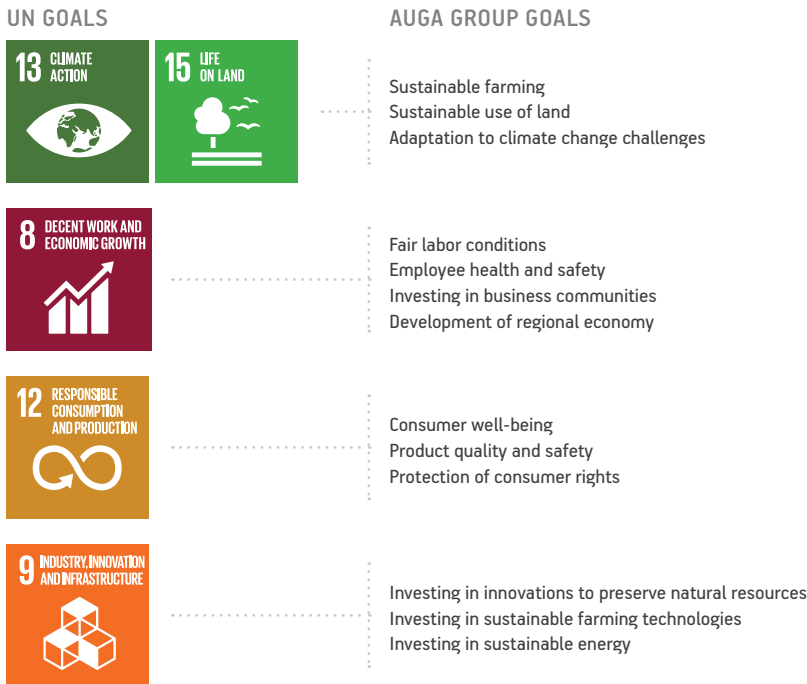 UN GOALS
AUGA GROUP GOALS
13 CLIMATE
ACTION
15 LIFE
ON LAND
Sustainable farming
Sustainable use of land
Adaptation to climate change challenges
8 DECENT WORK AND
ECONOMIC GROWTH
Fair labor conditions
Employee health and safety
Investing in business communities
Development of regional economy
12 RESPONSIBLE
CONSUMPTION
AND PRODUCTION
Consumer well-being
Product quality and safety
Protection of consumer rights
9 INDUSTRY, INNOVATION
AND INFRASTRUCTURE
Investing in innovations to preserve natural resources
Investing in sustainable farming technologies
Investing in sustainable energy